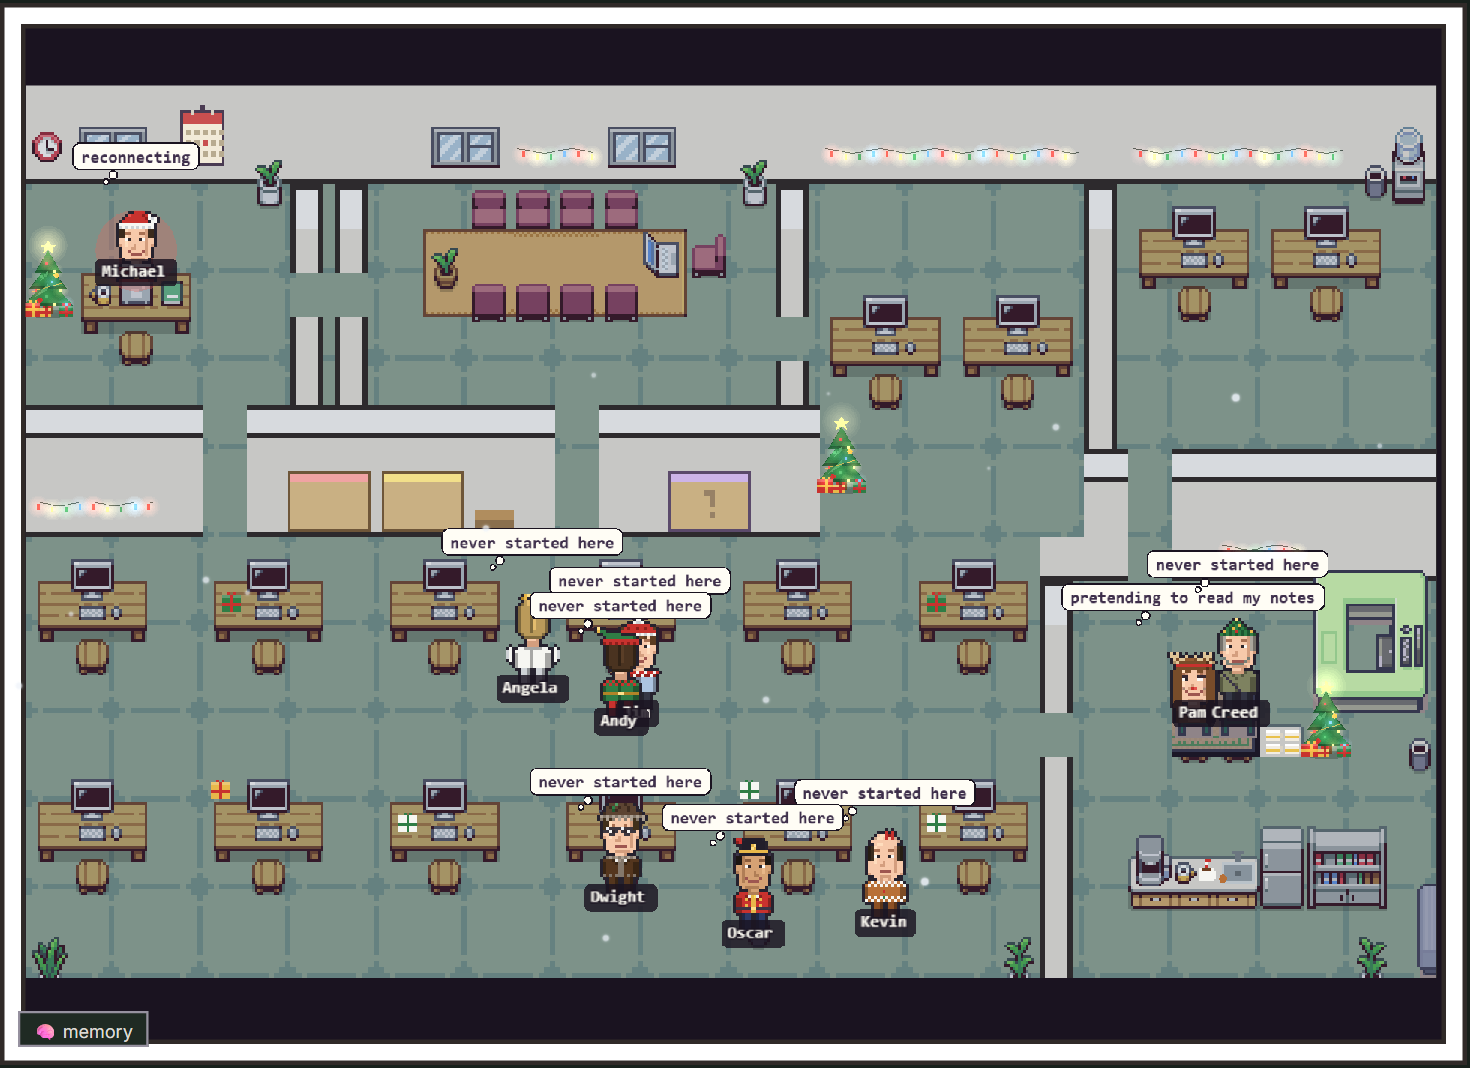 reconnecting
Michael
never started here
never started here
never started here
never started here
pretending to read my notes
Angela
Andy
Pam
Creed
never started here
never started here
never started here
Dwight
Oscar
Kevin
memory